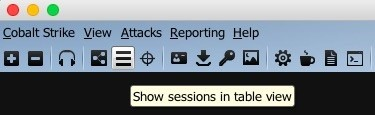 Cobalt Strike View Attacks Reporting Help
Show sessions in table view